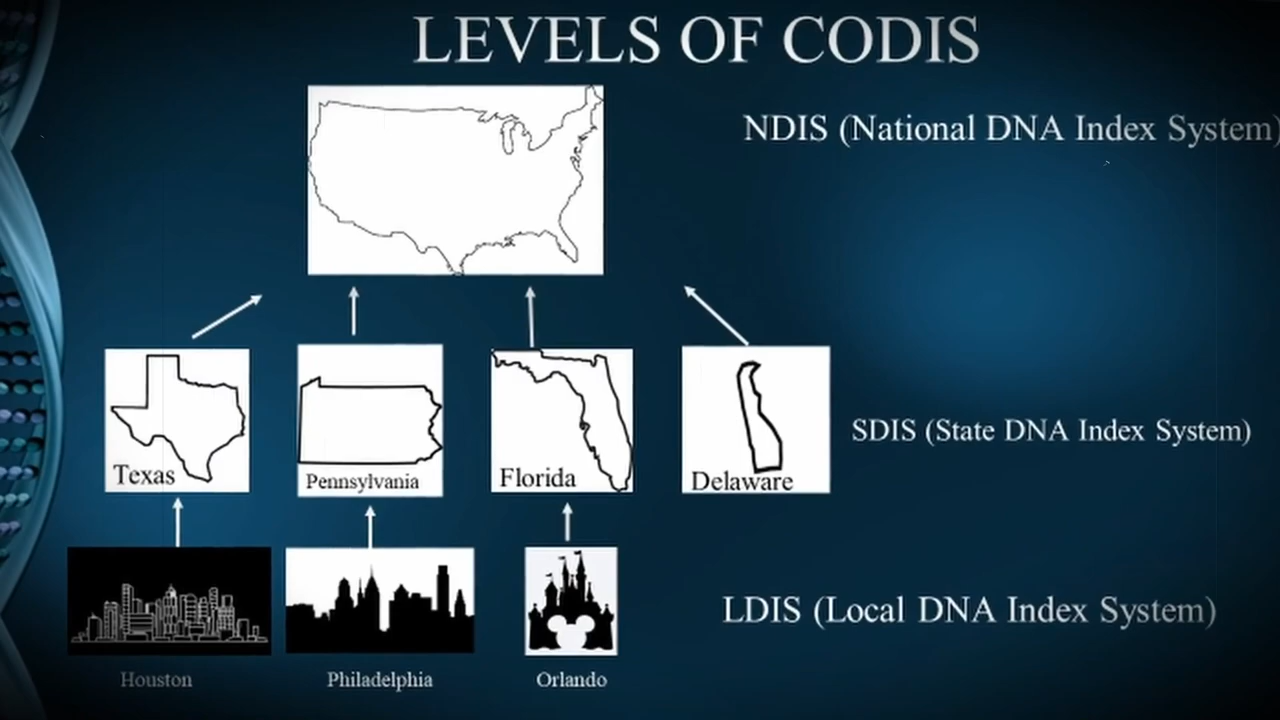 LEVELS OF CODIS
NDIS (National DNA Index System)
Texas
Pennsylvania
Florida
Delaware
SDIS (State DNA Index System)
LDIS (Local DNA Index System)
Houston
Philadelphia
Orlando